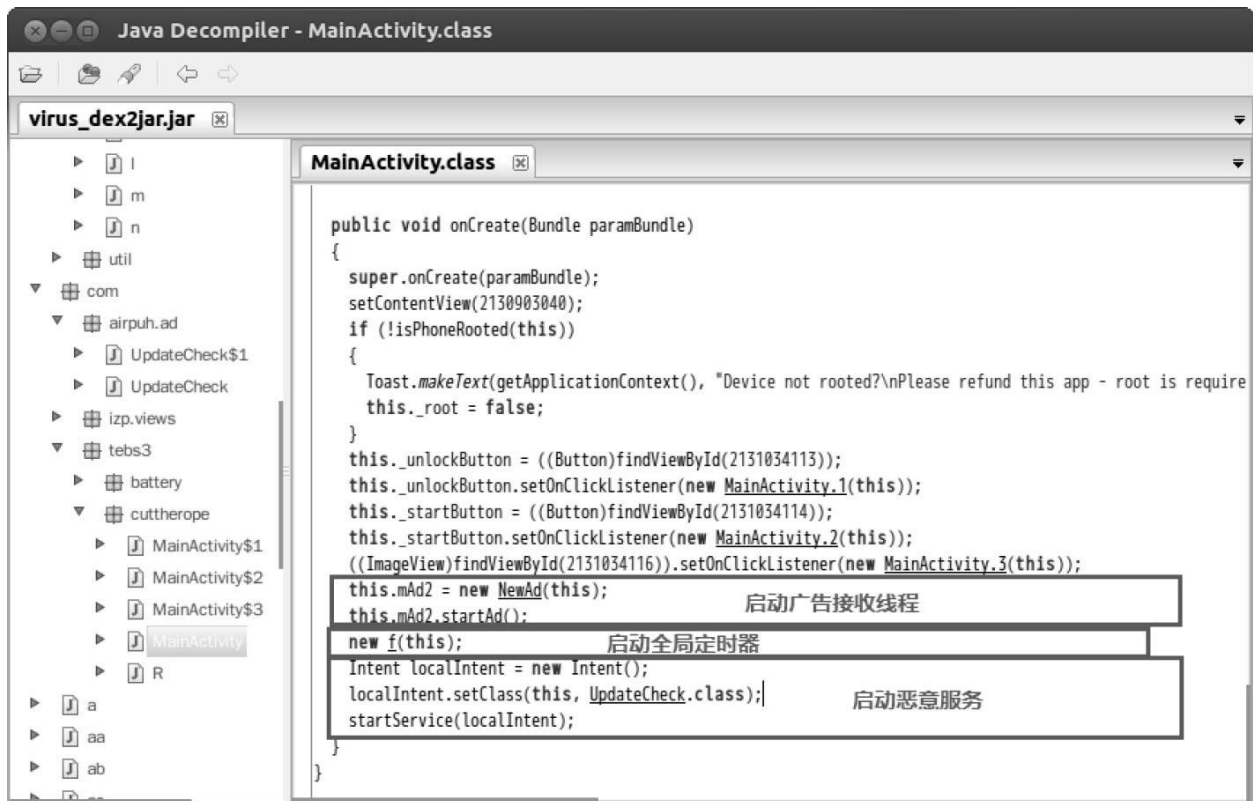 Java Decompiler - MainActivity.class
virus_dex2jar.jar
l
m
n
util
com
airpuh.ad
UpdateCheck$1
UpdateCheck
izp.views
tebs3
battery
cuttherope
MainActivity$1
MainActivity$2
MainActivity$3
MainActivity
R
a
aa
ab
MainActivity.class
public void onCreate(Bundle paramBundle)
{
super.onCreate(paramBundle);
setContentView(2130903040);
if (!isPhoneRooted(this))
{
Toast.makeText(getApplicationContext(), "Device not rooted?\nPlease refund this app - root is require
this._root = false;
}
this._unlockButton = ((Button)findViewById(2131034113));
this._unlockButton.setOnClickListener(new MainActivity.1(this));
this._startButton = ((Button)findViewById(2131034114));
this._startButton.setOnClickListener(new MainActivity.2(this));
((ImageView)findViewById(2131034116)).setOnClickListener(new MainActivity.3(this));
this.mAd2 = new NewAd(this);
启动广告接收线程
this.mAd2.startAd();
new f(this); 启动全局定时器
Intent localIntent = new Intent();
localIntent.setClass(this, UpdateCheck.class); 启动恶意服务
startService(localIntent);
}
}